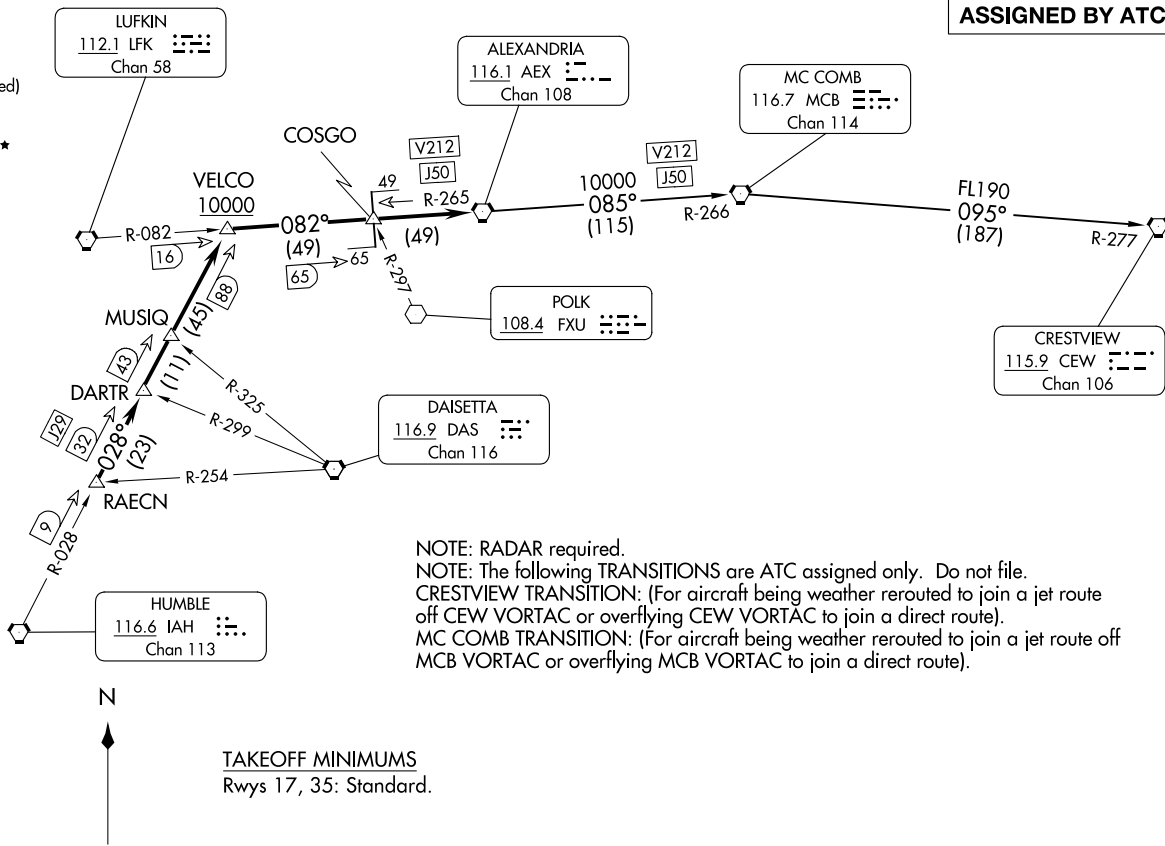 ASSIGNED BY ATC
LUFKIN
112.1 LFK
Chan 58
ed)
ALEXANDRIA
116.1 AEX
Chan 108
MC COMB
116.7 MCB
Chan 114
COSGO
V212
J50
V212
J50
VELCO
10000
49
R-265
10000
085°
(115)
R-266
FL190
095°
(187)
R-277
R-082
16
082°
(49)
(49)
65
65
R-297
88
(45)
MUSIQ
POLK
108.4 FXU
CRESTVIEW
115.9 CEW
Chan 106
43
(11)
DARTR
R-325
R-299
DAISETTA
116.9 DAS
Chan 116
J29
32
028°
(23)
R-254
RAECN
9
R-028
HUMBLE
116.6 IAH
Chan 113
NOTE: RADAR required.
NOTE: The following TRANSITIONS are ATC assigned only. Do not file.
CRESTVIEW TRANSITION: (For aircraft being weather rerouted to join a jet route
off CEW VORTAC or overflying CEW VORTAC to join a direct route).
MC COMB TRANSITION: (For aircraft being weather rerouted to join a jet route off
MCB VORTAC or overflying MCB VORTAC to join a direct route).
N
TAKEOFF MINIMUMS
Rwys 17, 35: Standard.